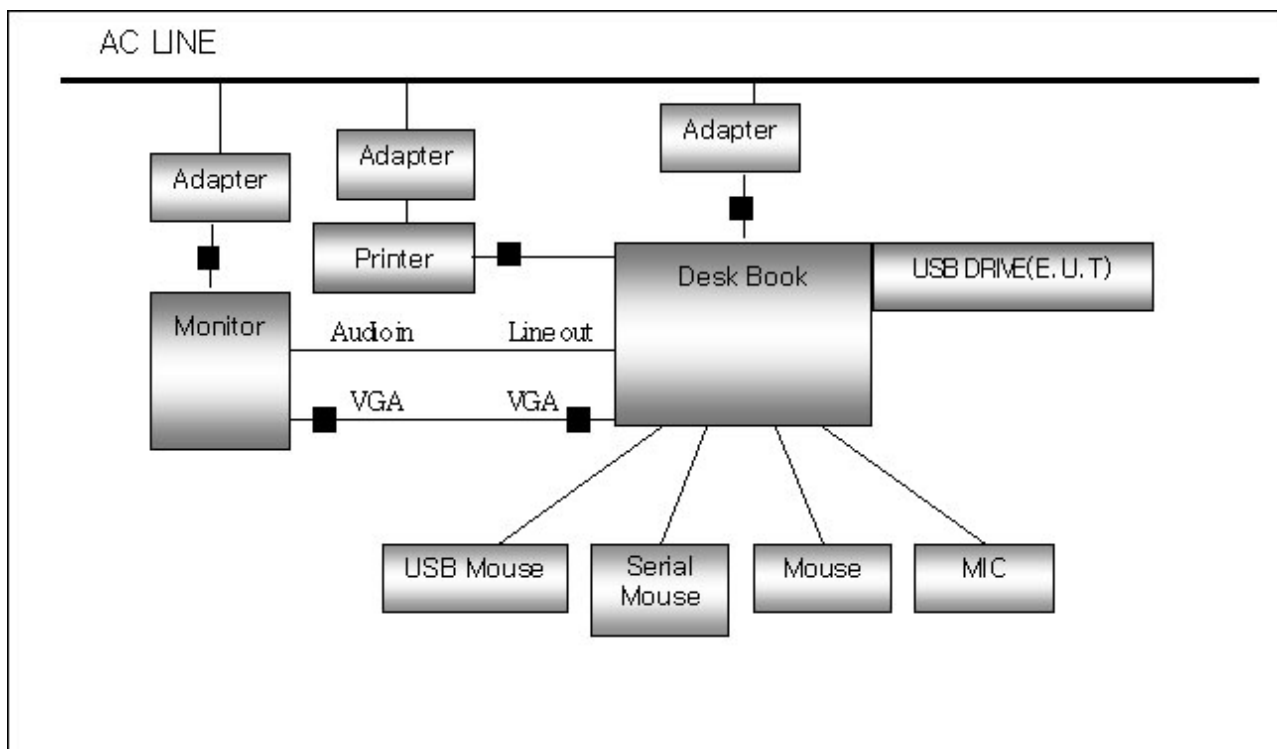 AC LINE
Adapter
Adapter
Adapter
Printer
Desk Book
USB DRIVE(E. U. T)
Monitor
Audio in
Line out
VGA
VGA
USB Mouse
Serial
Mouse
Mouse
MIC